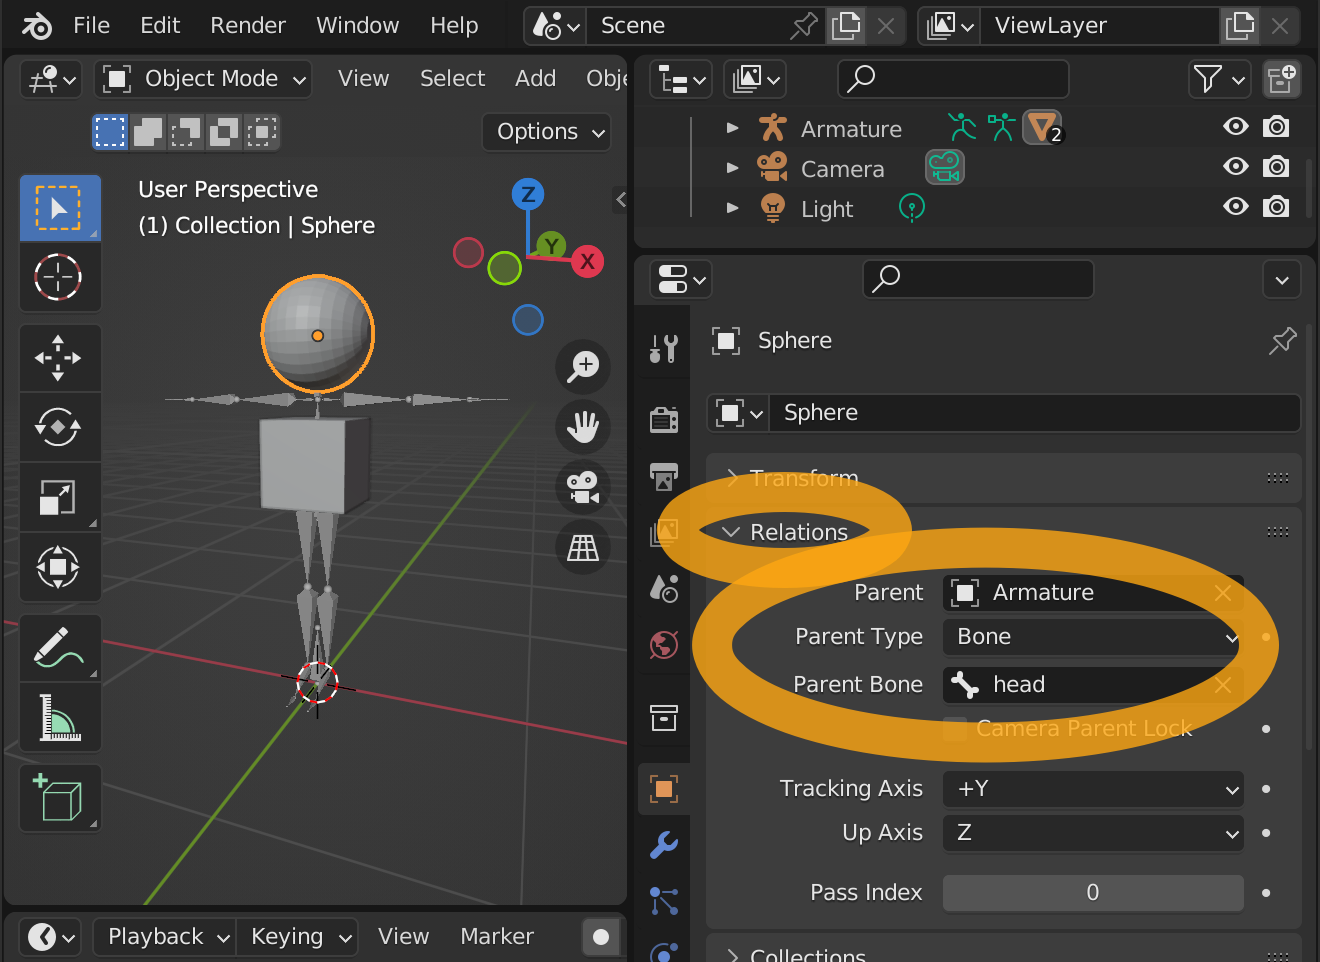 File Edit Render Window Help Scene ViewLayer
Object Mode View Select Add Obje
Options
User Perspective
(1) Collection | Sphere
Z
Y
X
Armature 2
Camera
Light
Sphere
Sphere
Transform
Relations
Parent Armature
Parent Type Bone
Parent Bone head
Camera Parent Lock
Tracking Axis +Y
Up Axis Z
Pass Index 0
Collections
Playback Keying View Marker